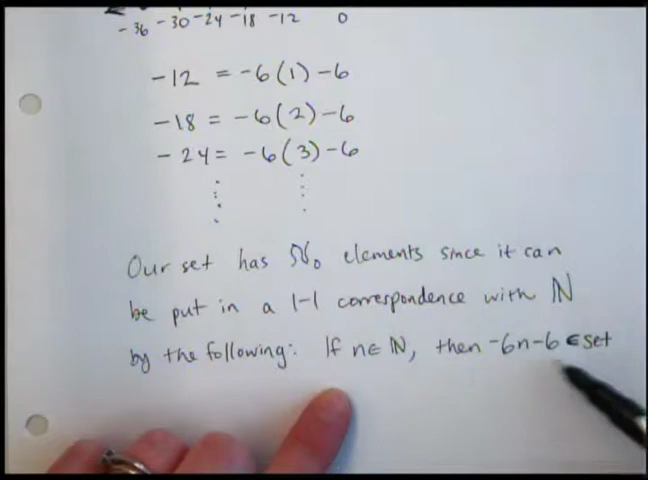 -36 -30 -24 -18 -12 0
-12 = -6(1)-6
-18 = -6(2)-6
-24 = -6(3)-6
Our set has ℵ₀ elements since it can
be put in a 1-1 correspondence with ℕ
by the following: If n∈ℕ, then -6n-6 ∈ set